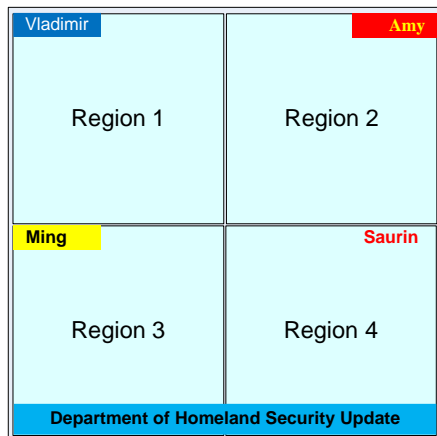 Vladimir
Amy
Region 1
Region 2
Ming
Saurin
Region 3
Region 4
Department of Homeland Security Update